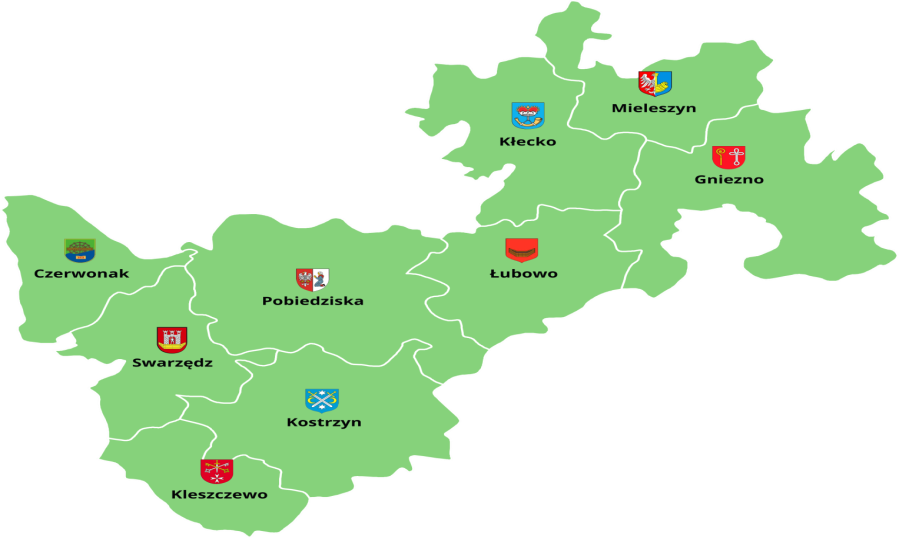 Mieleszyn
Kłecko
Gniezno
Czerwonak
Łubowo
Pobiedziska
Swarzędz
Kostrzyn
Kleszczewo